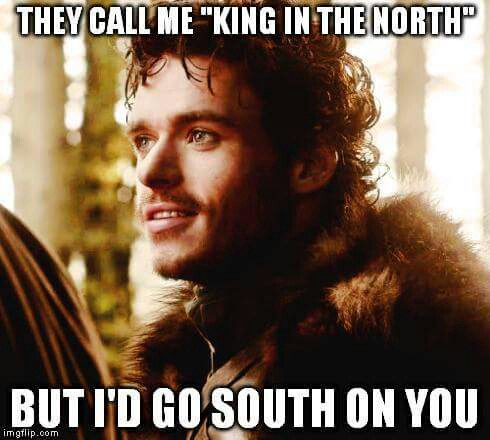 THEY CALL ME "KING IN THE NORTH"
BUT I'D GO SOUTH ON YOU
imgflip.com